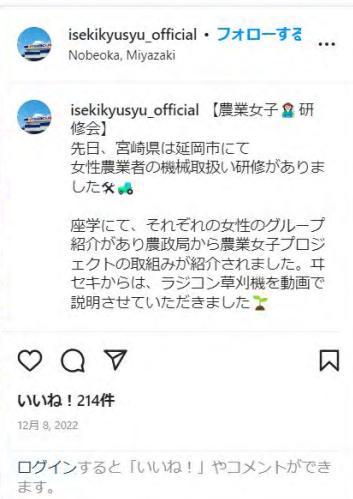 isekikyusyu_official • フォローする
Nobeoka, Miyazaki
isekikyusyu_official 【農業女子👩‍🌾研
修会】
先日、宮崎県は延岡市にて
女性農業者の機械取扱い研修がありま
した🛠🚜
座学にて、それぞれの女性のグループ
紹介があり農政局から農業女子プロジ
ェクトの取組みが紹介されました。ヰ
セキからは、ラジコン草刈機を動画で
説明させていただきました🌱
いいね！214件
12月 8, 2022
ログインすると「いいね！」やコメントができ
ます。